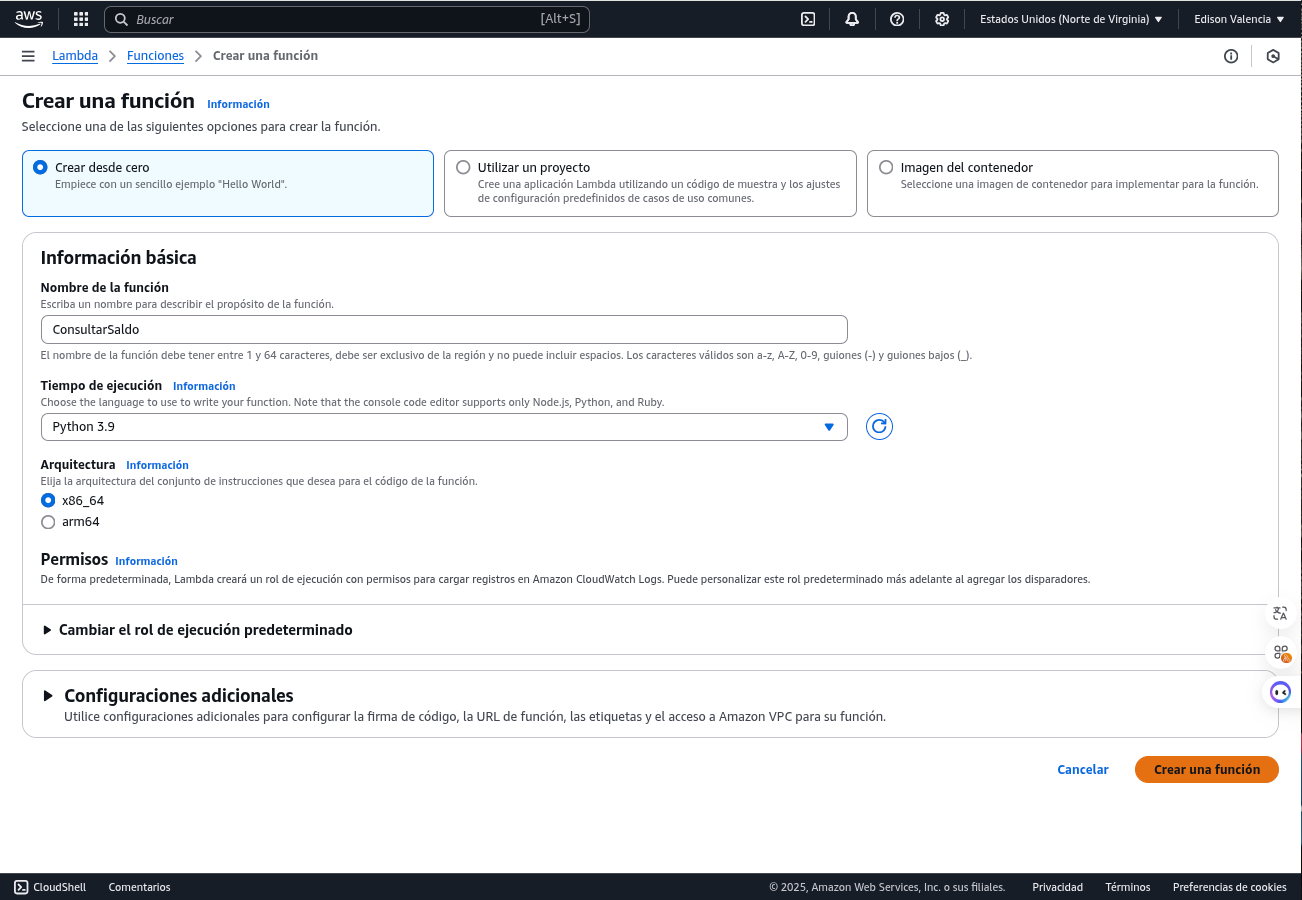 aws
Buscar
[Alt+S]
Estados Unidos (Norte de Virginia)
Edison Valencia
Lambda
Funciones
Crear una función
Crear una función
Información
Seleccione una de las siguientes opciones para crear la función.
Crear desde cero
Empiece con un sencillo ejemplo "Hello World".
Utilizar un proyecto
Cree una aplicación Lambda utilizando un código de muestra y los ajustes
de configuración predefinidos de casos de uso comunes.
Imagen del contenedor
Seleccione una imagen de contenedor para implementar para la función.
Información básica
Nombre de la función
Escriba un nombre para describir el propósito de la función.
ConsultarSaldo
El nombre de la función debe tener entre 1 y 64 caracteres, debe ser exclusivo de la región y no puede incluir espacios. Los caracteres válidos son a-z, A-Z, 0-9, guiones (-) y guiones bajos (_).
Tiempo de ejecución
Información
Choose the language to use to write your function. Note that the console code editor supports only Node.js, Python, and Ruby.
Python 3.9
Arquitectura
Información
Elija la arquitectura del conjunto de instrucciones que desea para el código de la función.
x86_64
arm64
Permisos
Información
De forma predeterminada, Lambda creará un rol de ejecución con permisos para cargar registros en Amazon CloudWatch Logs. Puede personalizar este rol predeterminado más adelante al agregar los disparadores.
Cambiar el rol de ejecución predeterminado
Configuraciones adicionales
Utilice configuraciones adicionales para configurar la firma de código, la URL de función, las etiquetas y el acceso a Amazon VPC para su función.
Cancelar
Crear una función
CloudShell
Comentarios
© 2025, Amazon Web Services, Inc. o sus filiales.
Privacidad
Términos
Preferencias de cookies